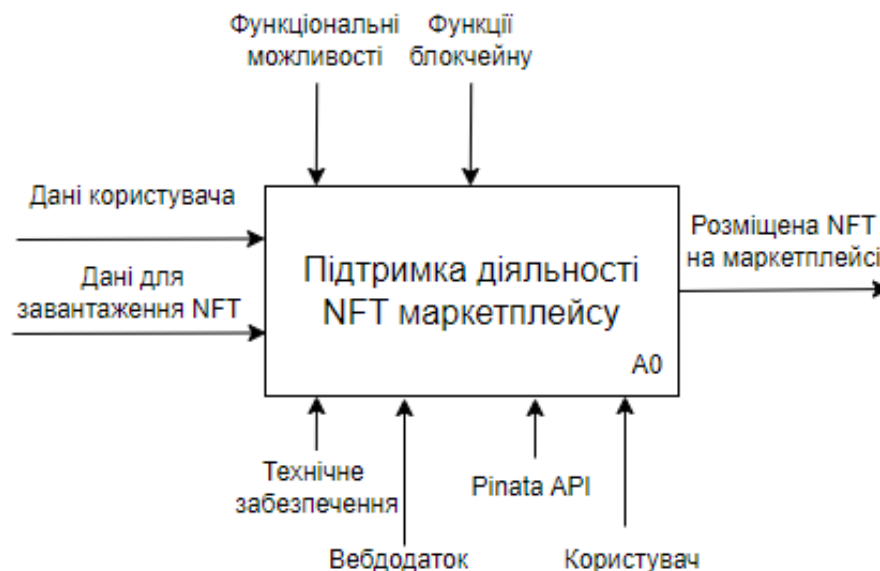 Функціональні
можливості
Функції
блокчейну
Дані користувача
Дані для
завантаження NFT
Підтримка діяльності
NFT маркетплейсу
A0
Розміщена NFT
на маркетплейсі
Технічне
забезпечення
Вебдодаток
Pinata API
Користувач